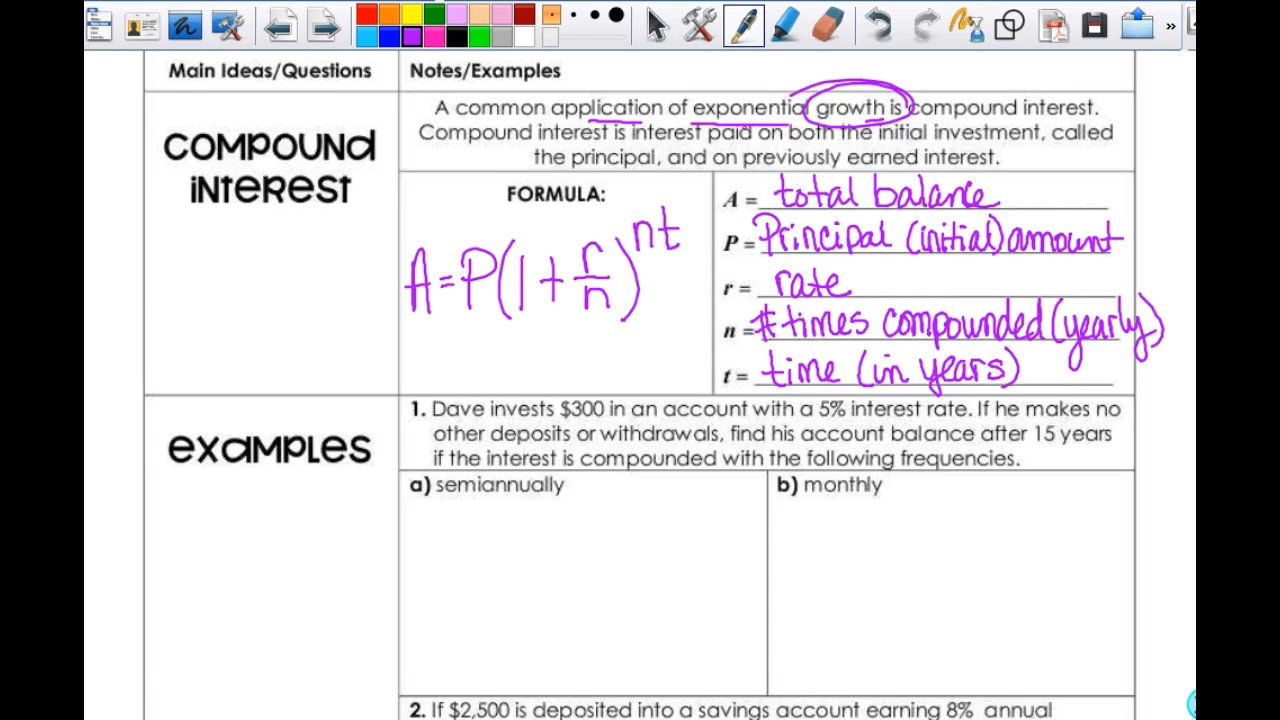 Main Ideas/Questions
Notes/Examples
COMPOUND
INTEREST
A common application of exponential growth is compound interest.
Compound interest is interest paid on both the initial investment, called
the principal, and on previously earned interest.
FORMULA:
A=P(1+r/n)^nt
A = total balance
P = Principal (initial) amount
r = rate
n = # times compounded (yearly)
t = time (in years)
EXAMPLES
1. Dave invests $300 in an account with a 5% interest rate. If he makes no
other deposits or withdrawals, find his account balance after 15 years
if the interest is compounded with the following frequencies.
a) semiannually
b) monthly
2. If $2,500 is deposited into a savings account earning 8% annual